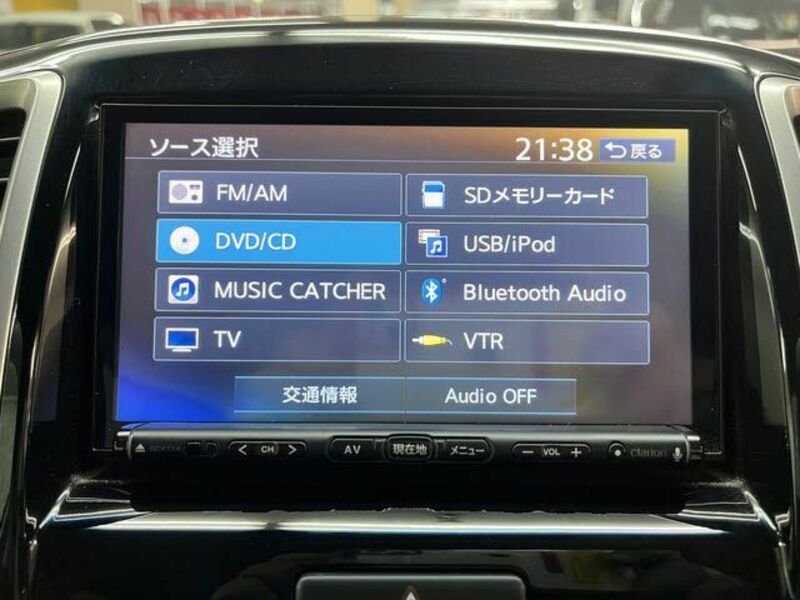 ソース選択 21:38 戻る
FM/AM SDメモリーカード
DVD/CD USB/iPod
MUSIC CATCHER Bluetooth Audio
TV VTR
交通情報 Audio OFF
CH AV 現在地 メニュー VOL clarion